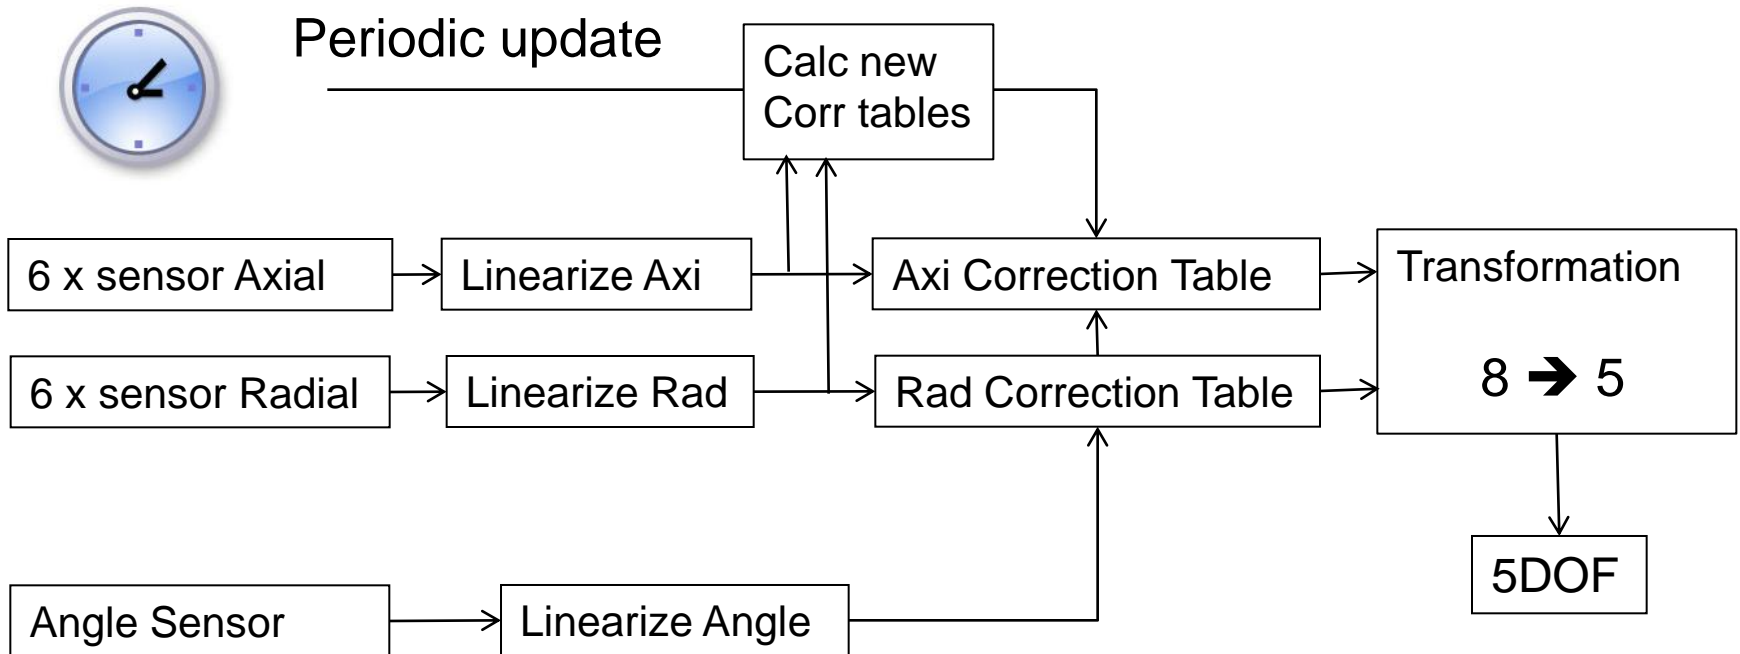 Periodic update
Calc new
Corr tables
6 x sensor Axial
Linearize Axi
Axi Correction Table
Transformation
6 x sensor Radial
Linearize Rad
Rad Correction Table
8 🡺 5
5DOF
Angle Sensor
Linearize Angle